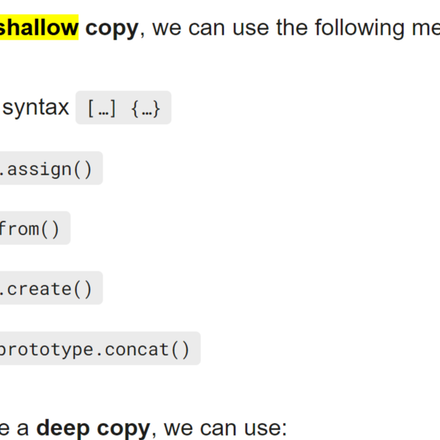 shallow copy, we can use the following me
syntax […] {…}
.assign()
from()
.create()
prototype.concat()
e a deep copy, we can use: